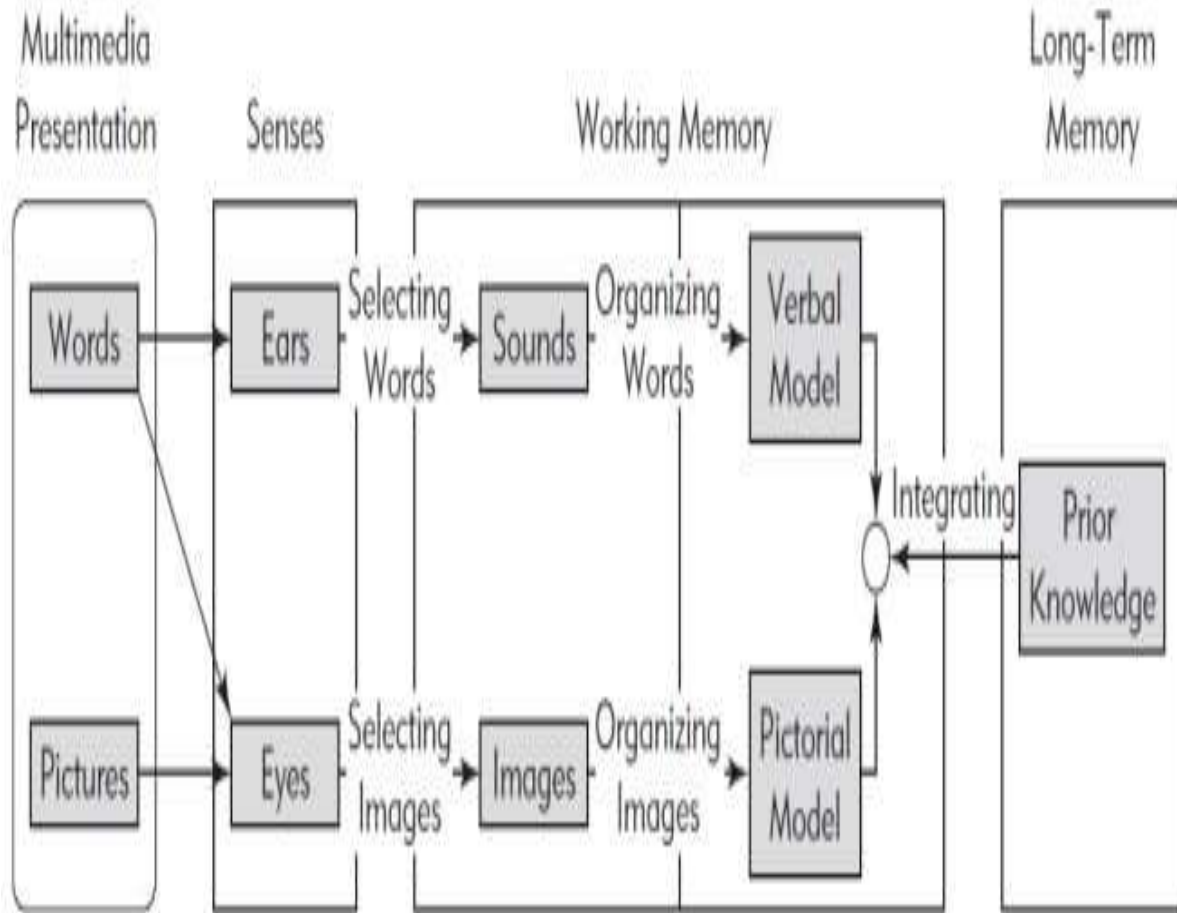 Multimedia
Presentation
Senses
Working Memory
Long-Term
Memory
Words
Ears
Selecting
Words
Sounds
Organizing
Words
Verbal
Model
Integrating
Prior
Knowledge
Pictures
Eyes
Selecting
Images
Images
Organizing
Images
Pictorial
Model